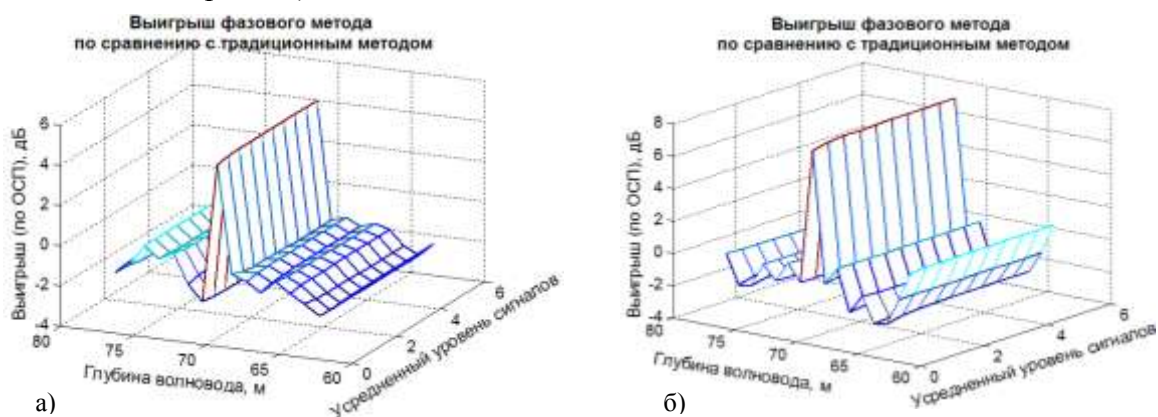 Выигрыш фазового метода
по сравнению с традиционным методом
Выигрыш (по ОСП), дБ
6
4
2
0
-2
-4
80
75
70
65
60
Глубина волновода, м
0
2
4
6
Усредненный уровень сигналов
а)
Выигрыш фазового метода
по сравнению с традиционным методом
Выигрыш (по ОСП), дБ
8
6
4
2
0
-2
-4
80
75
70
65
60
Глубина волновода, м
0
2
4
6
Усредненный уровень сигналов
б)